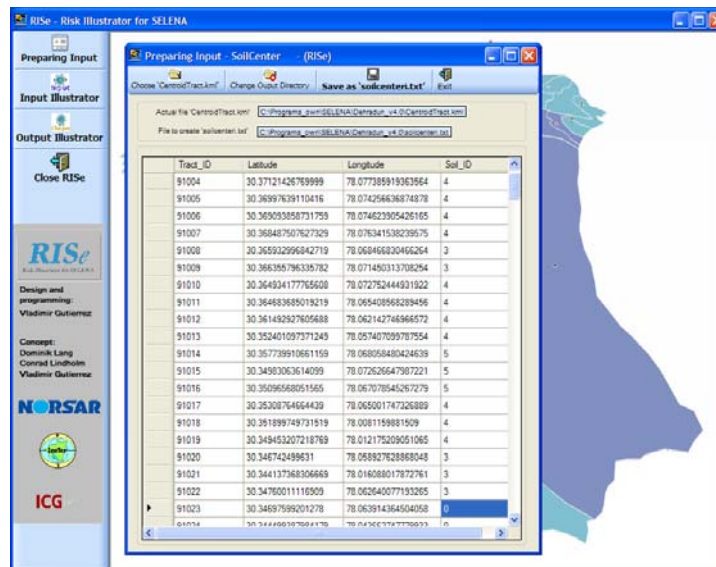 RISe - Risk Illustrator for SELENA
Preparing Input
Input Illustrator
Output Illustrator
Close RISe
RISe
Risk Illustrator for SELENA
Design and
programming:
Vladimir Gutierrez
Concept:
Dominik Lang
Conrad Lindholm
Vladimir Gutierrez
NORSAR
ICG
Preparing Input - SoilCenter - (RISe)
Choose 'CentroidTract.kml' Change Ouput Directory Save as 'soilcenteri.txt' Exit
Actual file 'CentroidTract.kml' C:\Programs_own\SELENA\Dehradun_v4.0\CentroidTract.kml
File to create 'soilcenteri.txt' C:\Programs_own\SELENA\Dehradun_v4.0\soilcenteri.txt
Tract_ID Latitude Longitude Soil_ID
91004 30.37121426769999 78.077385919363564 4
91005 30.36997639110416 78.074256636874878 4
91006 30.369093858731759 78.074623905426165 4
91007 30.368487507627329 78.076341538239575 4
91008 30.365932996842719 78.068466830466264 3
91009 30.366355796335782 78.071450313708254 3
91010 30.364934177765608 78.072752444931922 4
91011 30.364683685019219 78.065408568289456 4
91012 30.361492927605688 78.062142746966572 4
91013 30.352401097371249 78.057407099787554 4
91014 30.357739910661159 78.068058480424639 5
91015 30.34983063614099 78.072626647987221 5
91016 30.35096568051565 78.067078545267279 5
91017 30.35308764664439 78.065001747326889 4
91018 30.351899749731519 78.0081159881509 4
91019 30.349453207218769 78.012175209051065 4
91020 30.346742499631 78.058927628868048 3
91021 30.344137368306669 78.016088017872761 3
91022 30.34760011116909 78.062640077193265 3
91023 30.34697599201278 78.063914364504058 0